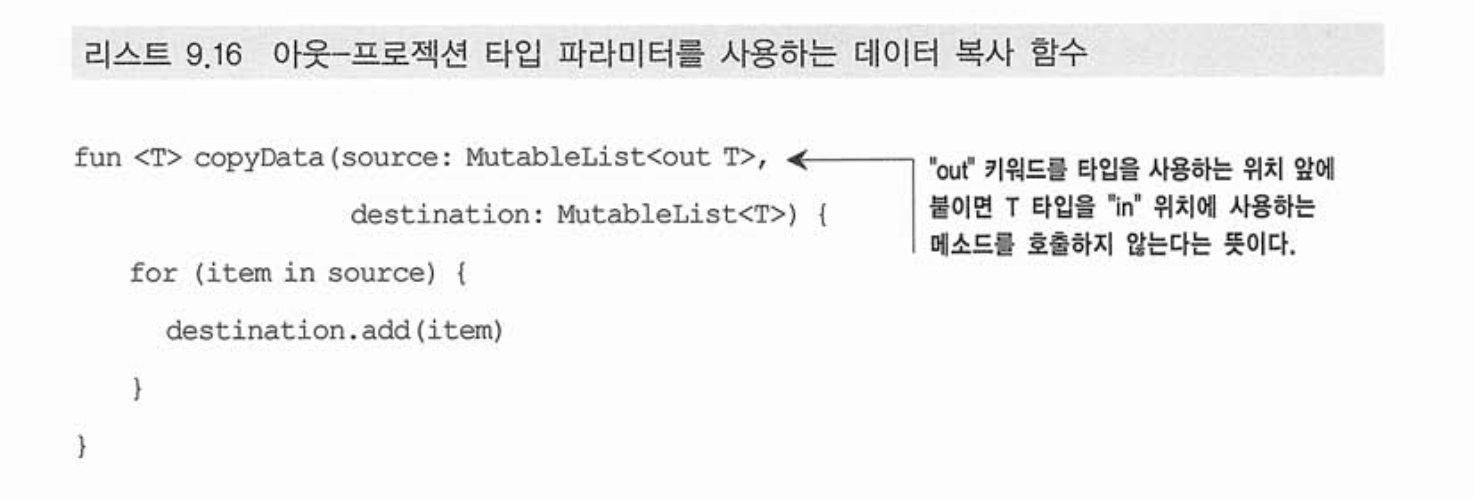 리스트 9.16 아웃-프로젝션 타입 파라미터를 사용하는 데이터 복사 함수
fun <T> copyData(source: MutableList<out T>,
destination: MutableList<T>) {
for (item in source) {
destination.add(item)
}
}
"out" 키워드를 타입을 사용하는 위치 앞에
붙이면 T 타입을 "in" 위치에 사용하는
메소드를 호출하지 않는다는 뜻이다.